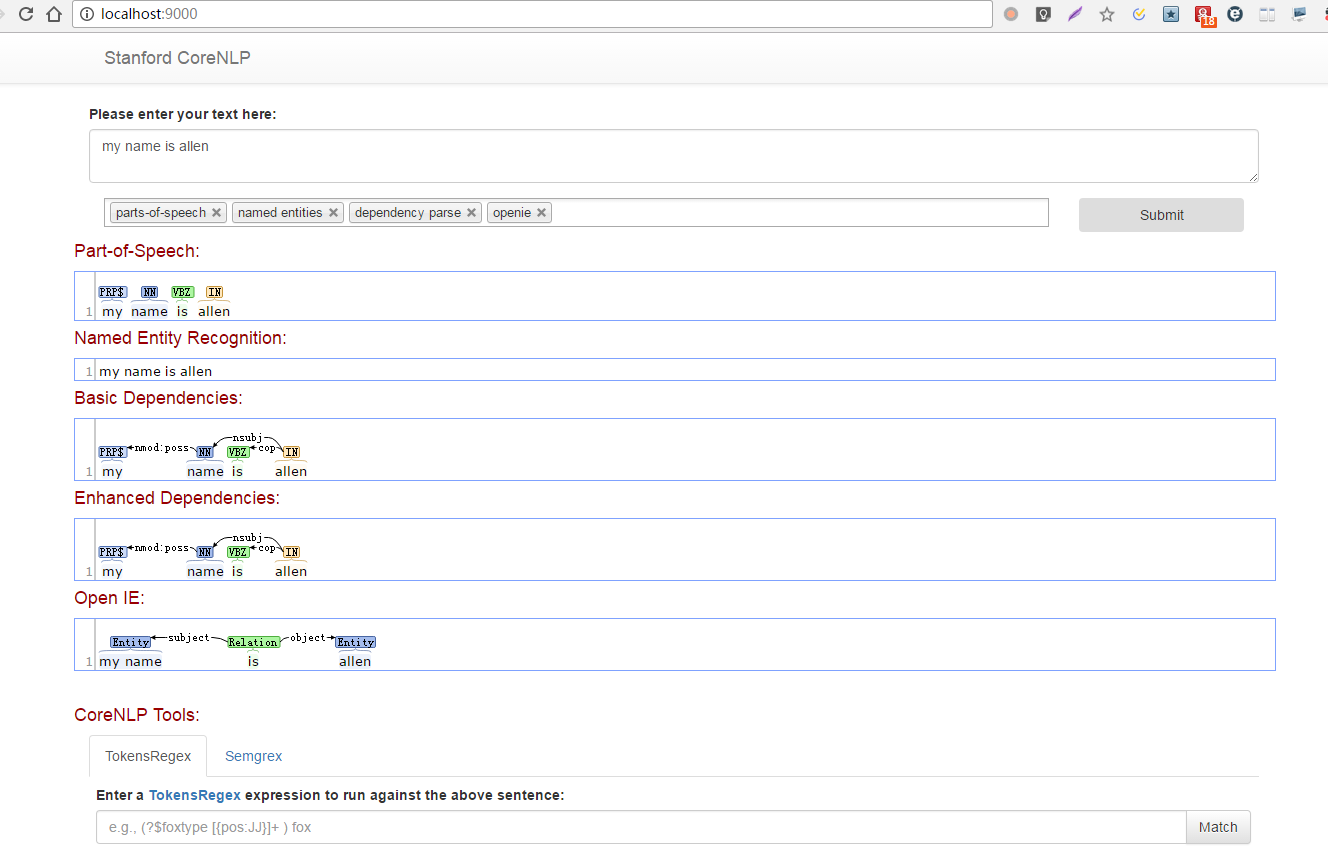 localhost:9000
18
Stanford CoreNLP
Please enter your text here:
my name is allen
parts-of-speech × named entities × dependency parse × openie ×
Submit
Part-of-Speech:
PRP$ NN VBZ IN
1 my name is allen
Named Entity Recognition:
1 my name is allen
Basic Dependencies:
nsubj
PRP$ nmod:poss NN VBZ cop IN
1 my name is allen
Enhanced Dependencies:
nsubj
PRP$ nmod:poss NN VBZ cop IN
1 my name is allen
Open IE:
Entity subject Relation object Entity
1 my name is allen
CoreNLP Tools:
TokensRegex Semgrex
Enter a TokensRegex expression to run against the above sentence:
e.g., (?$foxtype [{pos:JJ}]+ ) fox
Match